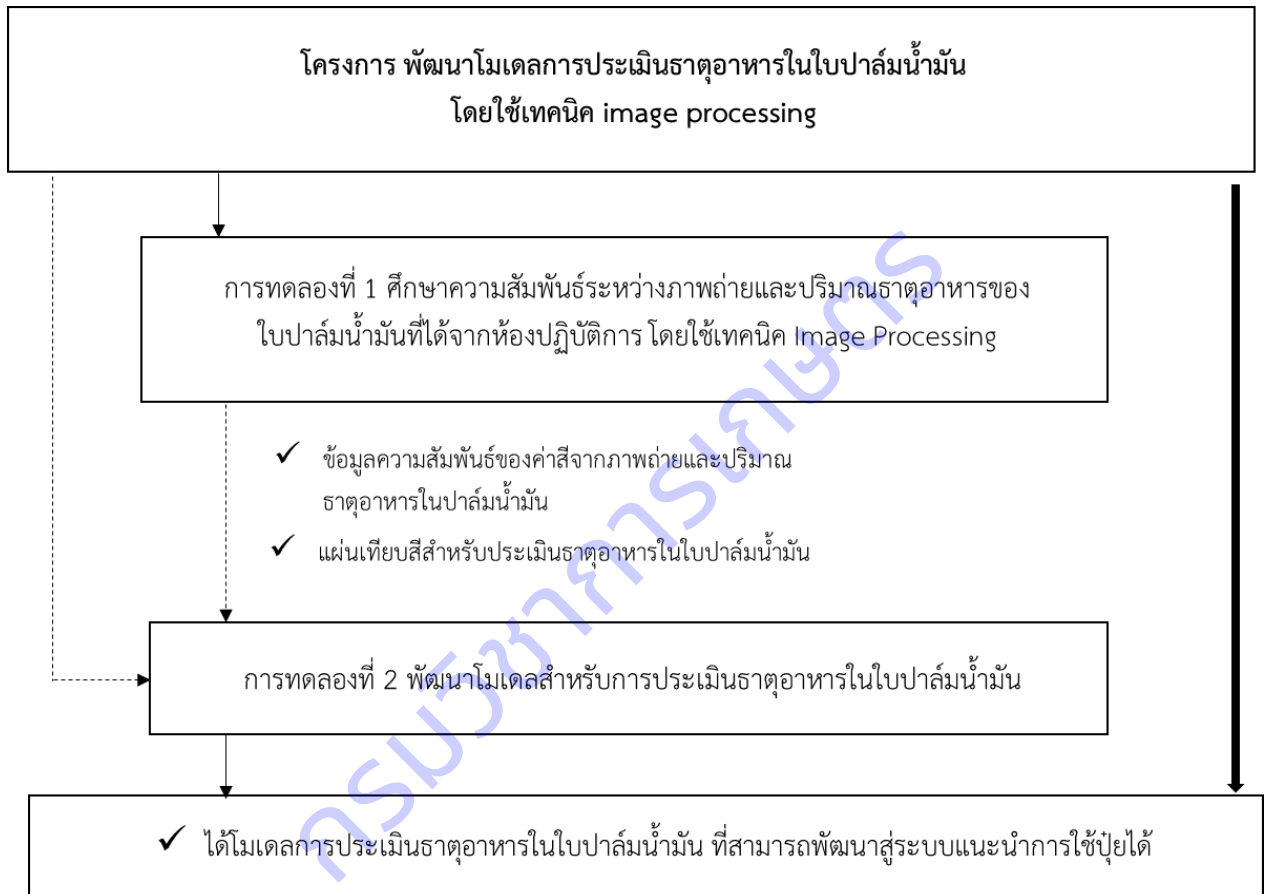 โครงการ พัฒนาโมเดลการประเมินธาตุอาหารในใบปาล์มน้ำมัน
โดยใช้เทคนิค image processing
การทดลองที่ 1 ศึกษาความสัมพันธ์ระหว่างภาพถ่ายและปริมาณธาตุอาหารของ
ใบปาล์มน้ำมันที่ได้จากห้องปฏิบัติการ โดยใช้เทคนิค Image Processing
✓ ข้อมูลความสัมพันธ์ของค่าสีจากภาพถ่ายและปริมาณ
ธาตุอาหารในปาล์มน้ำมัน
✓ แผ่นเทียบสีสำหรับประเมินธาตุอาหารในใบปาล์มน้ำมัน
การทดลองที่ 2 พัฒนาโมเดลสำหรับการประเมินธาตุอาหารในใบปาล์มน้ำมัน
✓ ได้โมเดลการประเมินธาตุอาหารในใบปาล์มน้ำมัน ที่สามารถพัฒนาสู่ระบบแนะนำการใช้ปุ๋ยได้
กรมวิชาการเกษตร